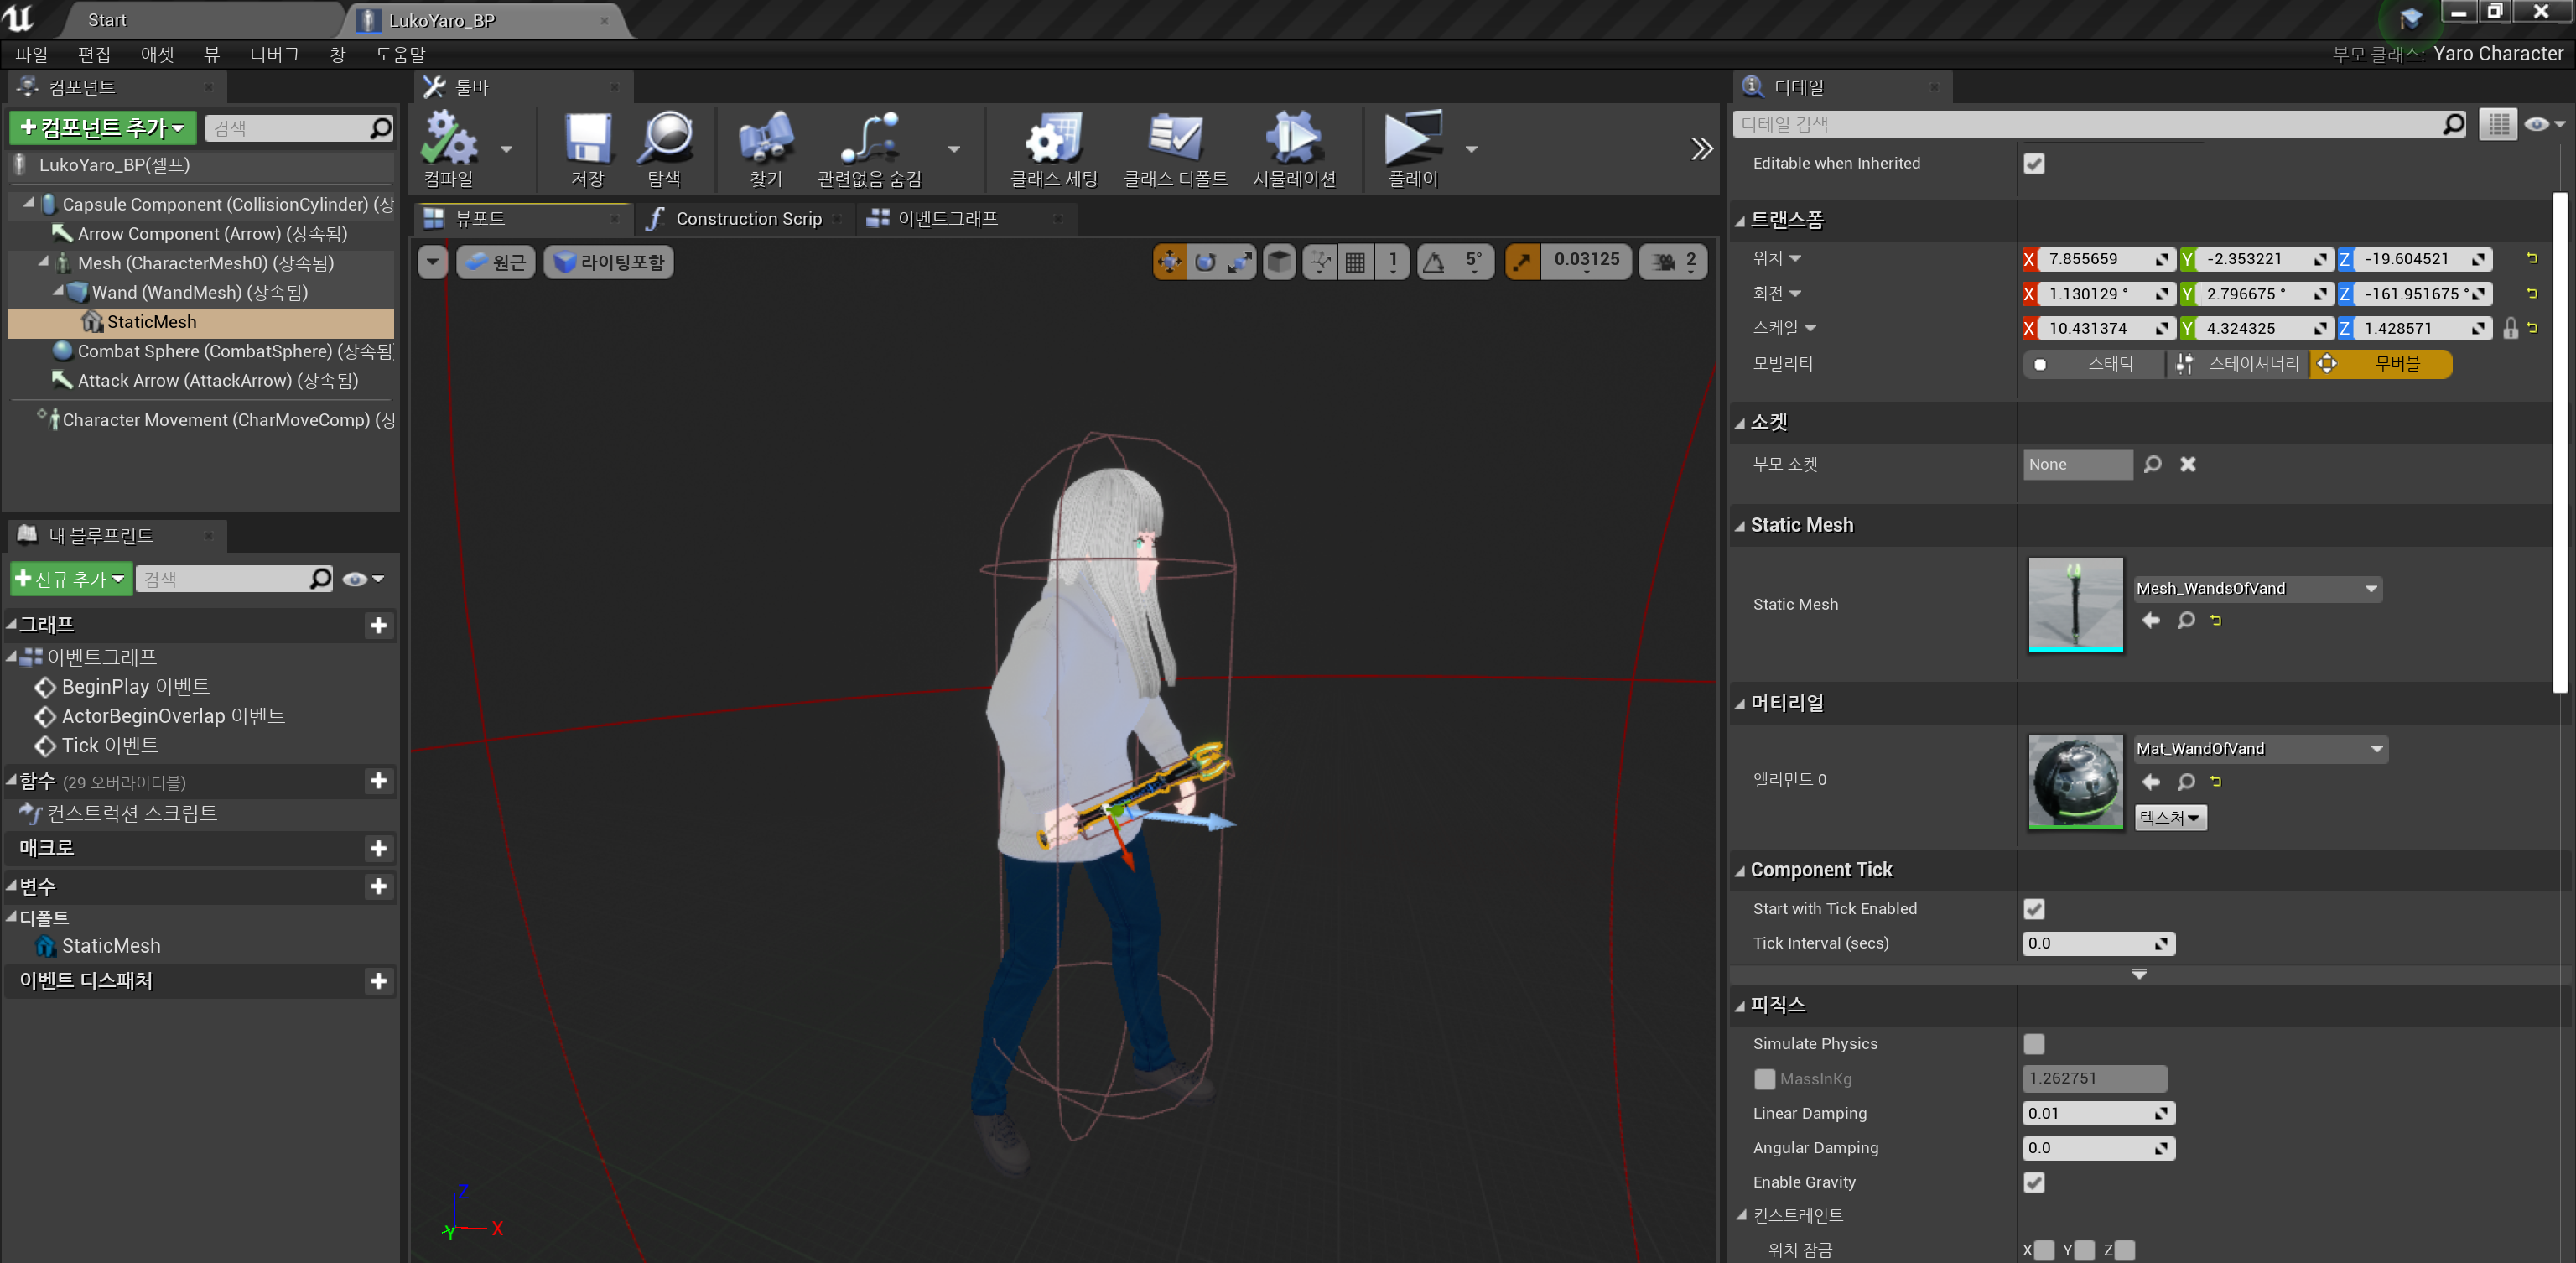 Start
LukoYaro_BP
파일 편집 애셋 뷰 디버그 창 도움말
부모 클래스: Yaro Character
컴포넌트
+컴포넌트 추가 검색
LukoYaro_BP(셀프)
Capsule Component (CollisionCylinder) (상
Arrow Component (Arrow) (상속됨)
Mesh (CharacterMesh0) (상속됨)
Wand (WandMesh) (상속됨)
StaticMesh
Combat Sphere (CombatSphere) (상속됨
Attack Arrow (AttackArrow) (상속됨)
Character Movement (CharMoveComp) (상
내 블루프린트
+신규 추가 검색
그래프
이벤트그래프
BeginPlay 이벤트
ActorBeginOverlap 이벤트
Tick 이벤트
함수 (29 오버라이더블)
컨스트럭션 스크립트
매크로
변수
디폴트
StaticMesh
이벤트 디스패처
툴바
컴파일 저장 탐색 찾기 관련없음 숨김 클래스 세팅 클래스 디폴트 시뮬레이션 플레이
뷰포트 Construction Scrip 이벤트그래프
원근 라이팅포함 1 5° 0.03125 2
Z
Y X
디테일
디테일 검색
Editable when Inherited
트랜스폼
위치 X 7.855659 Y -2.353221 Z -19.604521
회전 X 1.130129 ° Y 2.796675 ° Z -161.951675 °
스케일 X 10.431374 Y 4.324325 Z 1.428571
모빌리티 스태틱 스테이셔너리 무버블
소켓
부모 소켓 None
Static Mesh
Static Mesh Mesh_WandsOfVand
머티리얼
엘리먼트 0 Mat_WandOfVand
텍스처
Component Tick
Start with Tick Enabled
Tick Interval (secs) 0.0
피직스
Simulate Physics
MassInKg 1.262751
Linear Damping 0.01
Angular Damping 0.0
Enable Gravity
컨스트레인트
위치 잠금 X Y Z